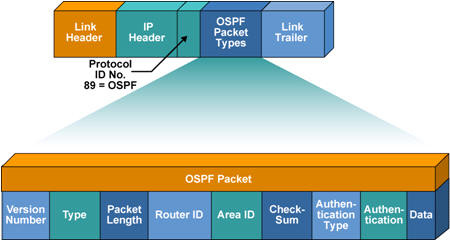 Link
Header
IP
Header
OSPF
Packet
Types
Link
Trailer
Protocol
ID No.
89 = OSPF
OSPF Packet
Version
Number
Type
Packet
Length
Router ID
Area ID
Check-
Sum
Authen-
tication
Type
Authen-
tication
Data